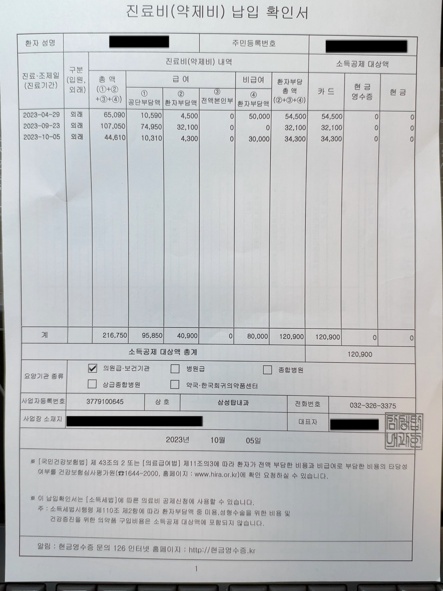 진료비(약제비) 납입 확인서
환자 성명 주민등록번호
진료·조제일 (진료기간) 구분 (입원, 외래) 진료비(약제비) 내역 소득공제 대상액
총 액 (①+② +③+④) 급 여 비급여 환자부담 총 액 (②+③+④) 카 드 현 금 영수증 현 금
① 공단부담액 ② 환자부담액 ③ 전액본인부 ④ 환자부담액
2023-04-29 외래 65,090 10,590 4,500 0 50,000 54,500 54,500 0 0
2023-09-23 외래 107,050 74,950 32,100 0 0 32,100 32,100 0 0
2023-10-05 외래 44,610 10,310 4,300 0 30,000 34,300 34,300 0 0
계 216,750 95,850 40,900 0 80,000 120,900 120,900 0 0
소득공제 대상액 총계 120,900
요양기관 종류 의원급·보건기관 병원급 종합병원
상급종합병원 약국·한국희귀의약품센터
사업자등록번호 3779100645 상 호 삼성탑내과 전화번호 032-326-3375
사업장 소재지 대표자
2023년 10월 05일
※ [국민건강보험법] 제 43조의 2 또는 [의료급여법] 제11조의3에 따라 환자가 전액 부담한 비용과 비급여로 부담한 비용의 타당성
여부를 건강보험심사평가원(☎1644-2000, 홈페이지 : www.hira.or.kr)에 확인 요청하실 수 있습니다.
※ 이 납입확인서는 [소득세법]에 따른 의료비 공제신청에 사용할 수 있습니다.
주 : 소득세법시행령 제110조 제2항에 따라 환자부담액 중 미용,성형수술을 위한 비용 및
건강증진을 위한 의약품 구입비용은 소득공제 대상액에 포함되지 않습니다.
알림 : 현금영수증 문의 126 인터넷 홈페이지 : http://현금영수증.kr
1